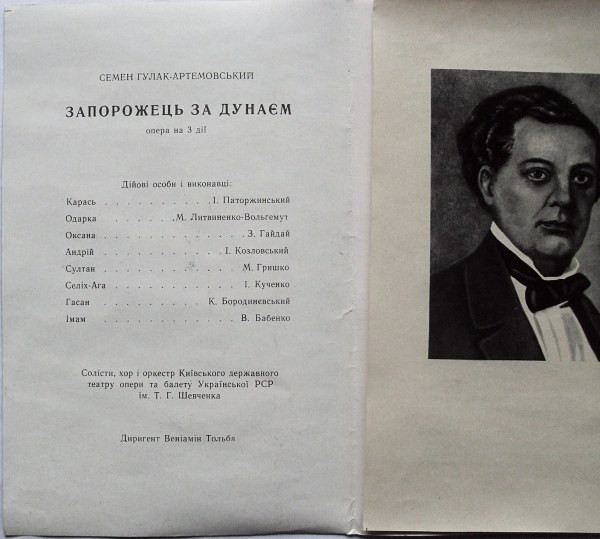 СЕМЕН ГУЛАК-АРТЕМОВСЬКИЙ
ЗАПОРОЖЕЦЬ ЗА ДУНАЄМ
опера на 3 дії
Дійові особи і виконавці:
Карась . . . . . . . . . . І. Паторжинський
Одарка . . . . . . М. Литвиненко-Вольгемут
Оксана . . . . . . . . . . . . . З. Гайдай
Андрій . . . . . . . . . . . І. Козловський
Султан . . . . . . . . . . . . М. Гришко
Селіх-Ага . . . . . . . . . . . І. Кученко
Гасан . . . . . . . . . К. Бородиневський
Імам . . . . . . . . . . . . В. Бабенко
Солісти, хор і оркестр Київського державного
театру опери та балету Української РСР
ім. Т. Г. Шевченка
Диригент Веніамін Тольба